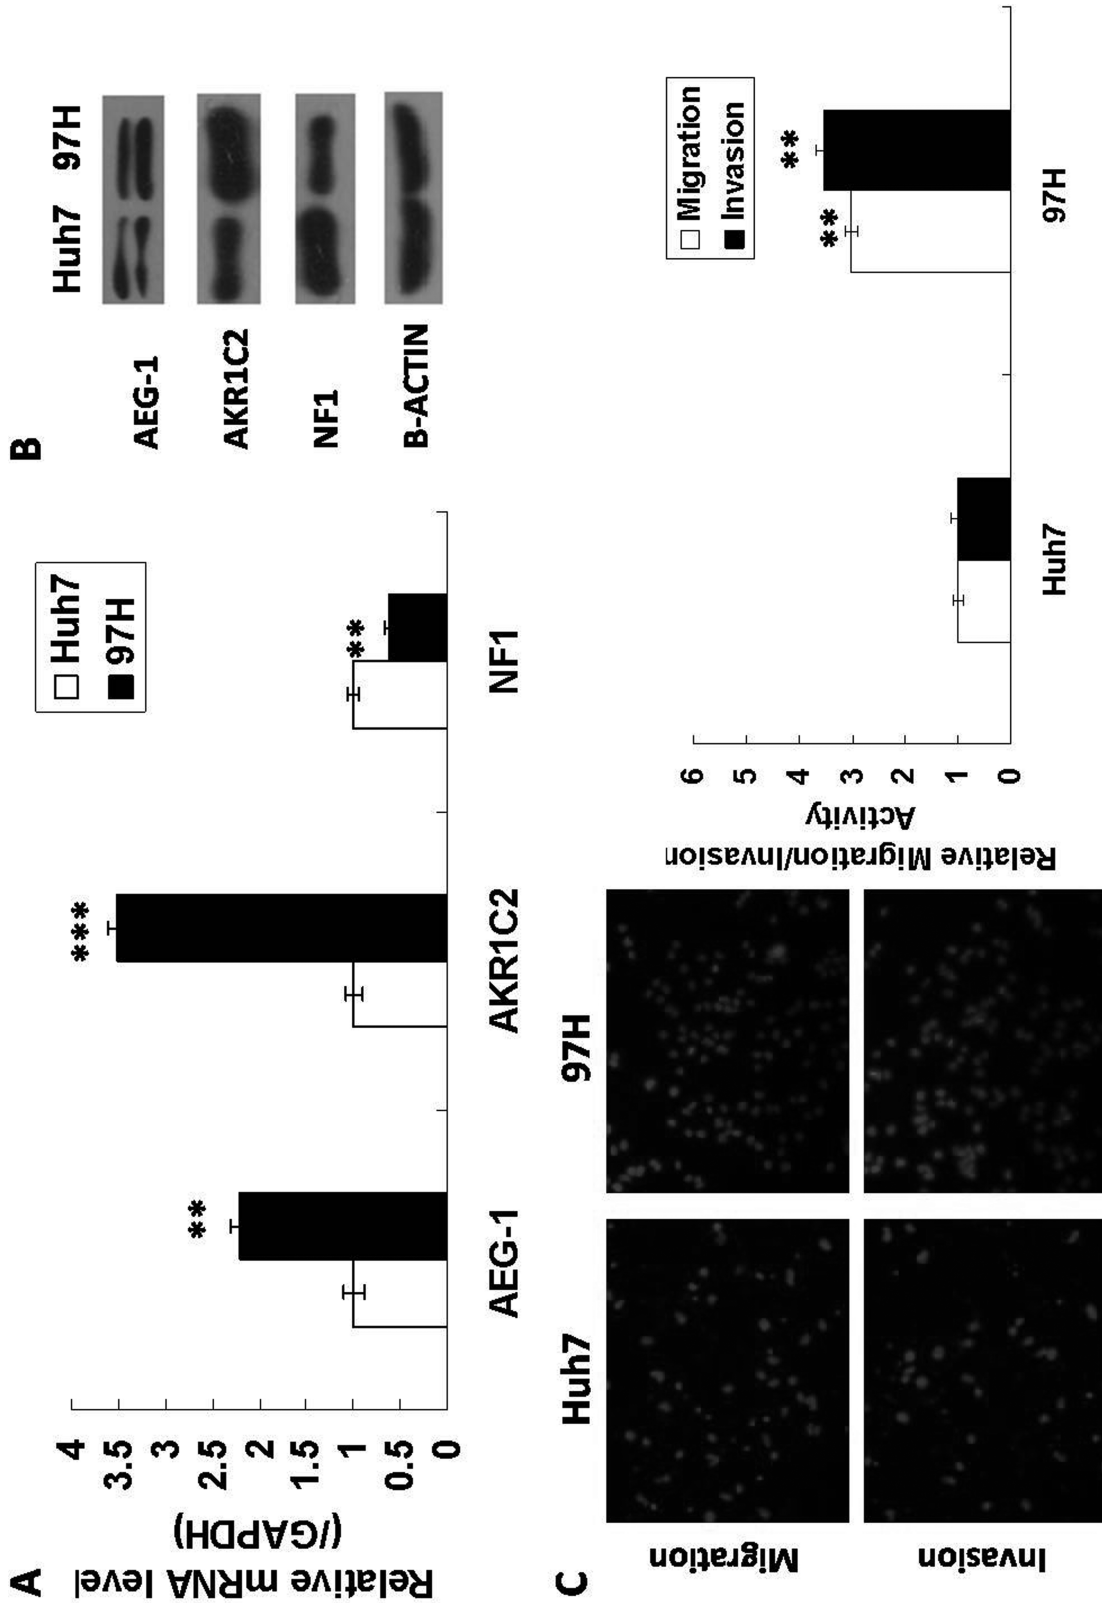 A
Relative mRNA level
(/GAPDH)
4
3.5
3
2.5
2
1.5
1
0.5
0
**
***
**
Huh7
97H
AEG-1
AKR1C2
NF1
B
Huh7 97H
AEG-1
AKR1C2
NF1
B-ACTIN
C
Huh7 97H
Migration
Invasion
Relative Migration/Invasion
Activity
6
5
4
3
2
1
0
**
**
Migration
Invasion
Huh7 97H